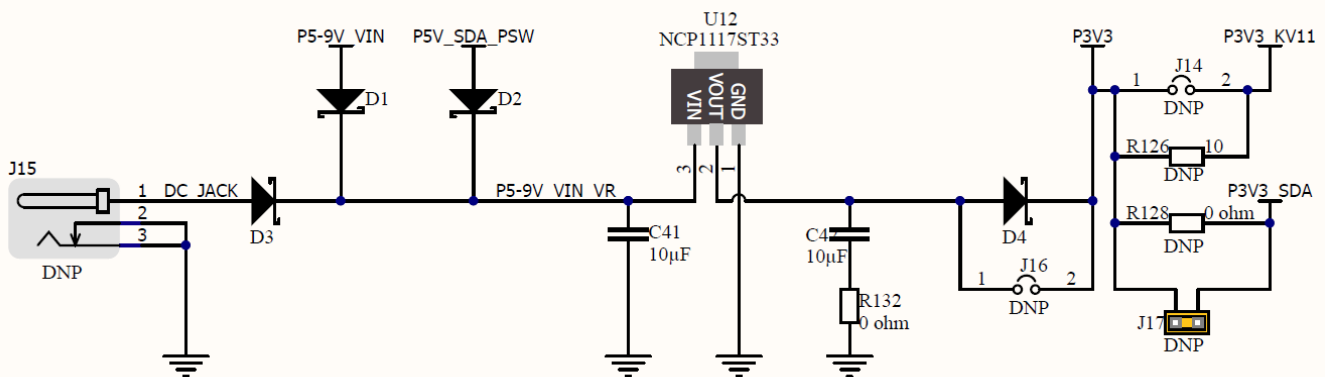 U12
NCP1117ST33
P5-9V_VIN
P5V_SDA_PSW
P3V3
P3V3_KV11
J14
1
2
DNP
D1
D2
VIN
VOUT
GND
3
2
1
R126
10
DNP
J15
1
DC_JACK
2
3
DNP
D3
P5-9V_VIN_VR
D4
P3V3_SDA
R128
0 ohm
DNP
C41
10µF
10µF
R132
0 ohm
1
J16
2
DNP
J17
DNP